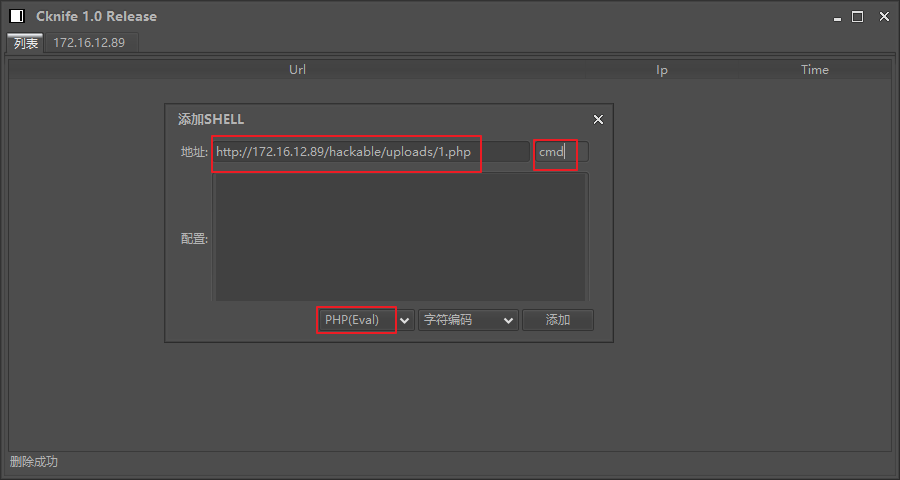 Cknife 1.0 Release
列表 172.16.12.89
Url Ip Time
添加SHELL
地址: http://172.16.12.89/hackable/uploads/1.php cmd
配置:
PHP(Eval) 字符编码 添加
删除成功